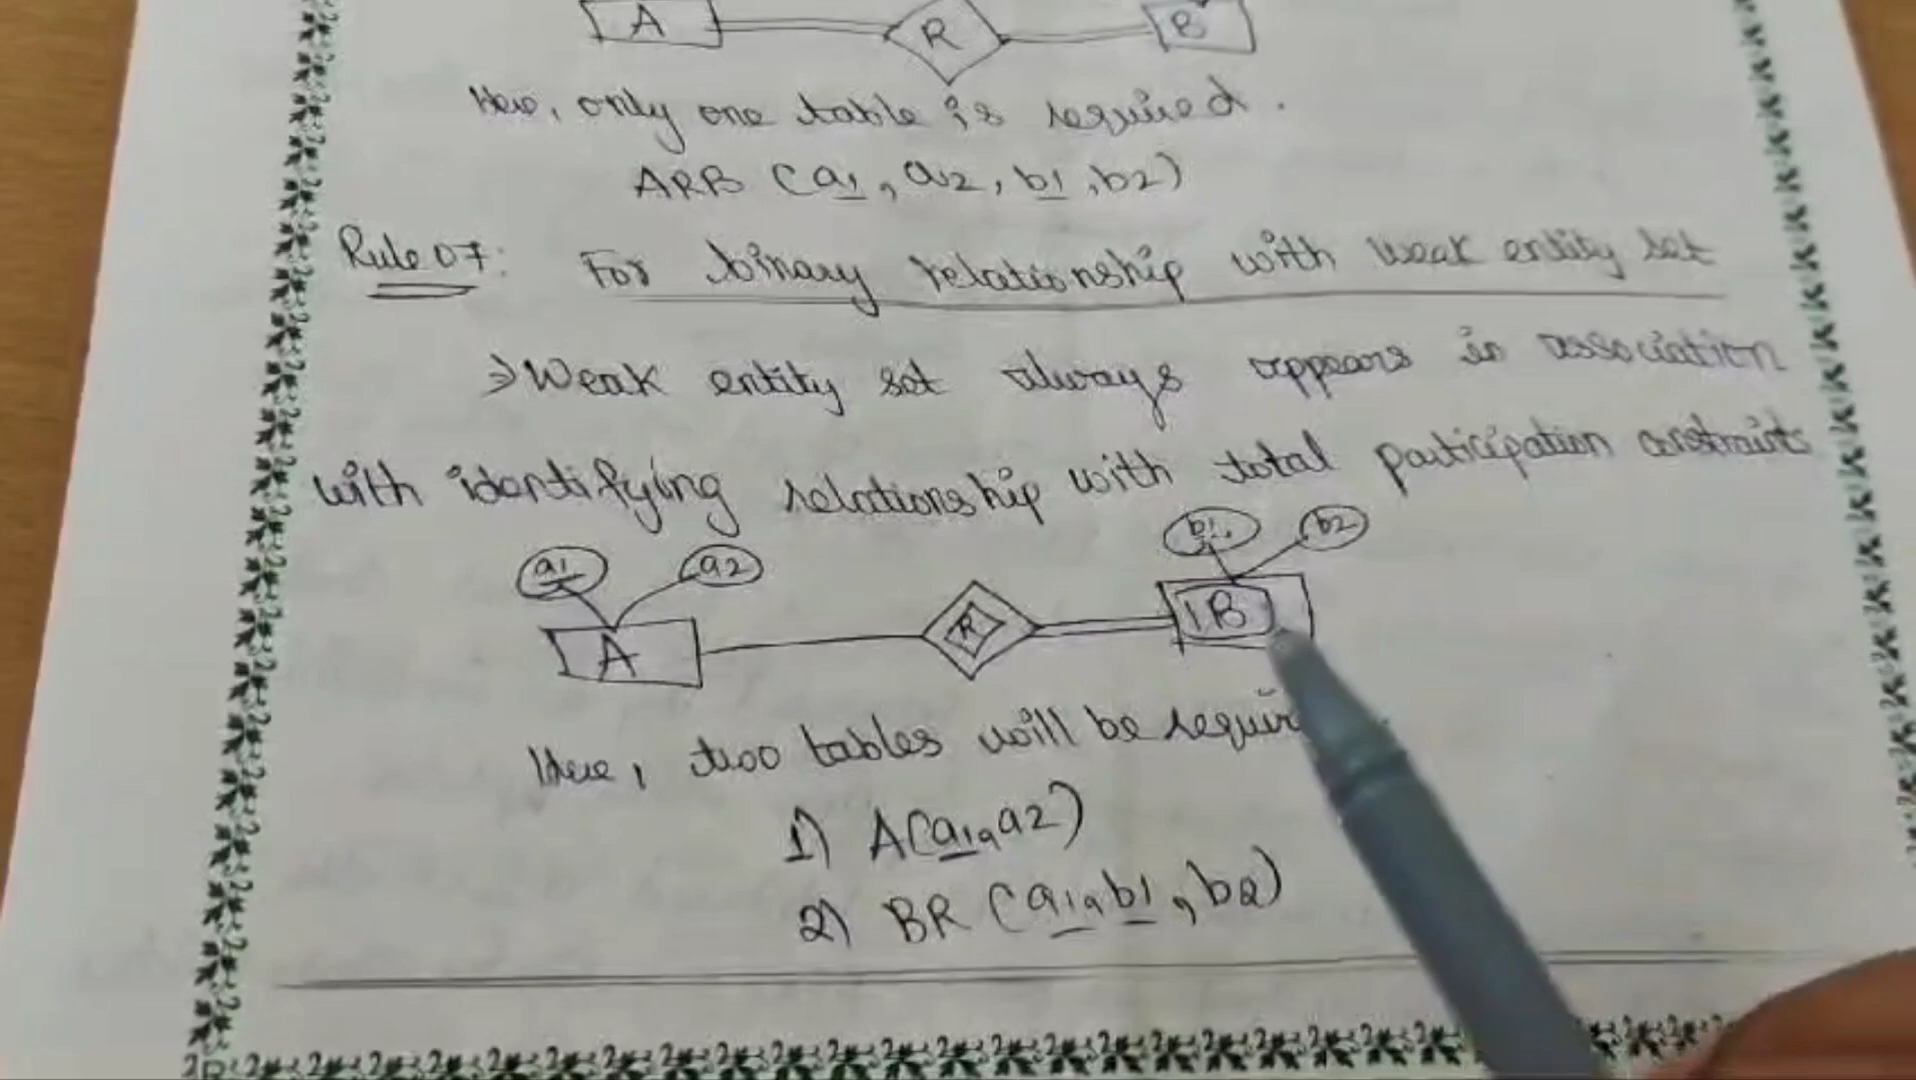 A R B
Here, only one table is required.
ARB (a1, a2, b1, b2)
Rule 07: For binary relationship with weak entity set
⇒ Weak entity set always appears in association
with identifying relationship with total participation constraints
a1 a2 b1 b2
A R B
Here, two tables will be requir
1) A(a1, a2)
2) BR (a1, b1, b2)